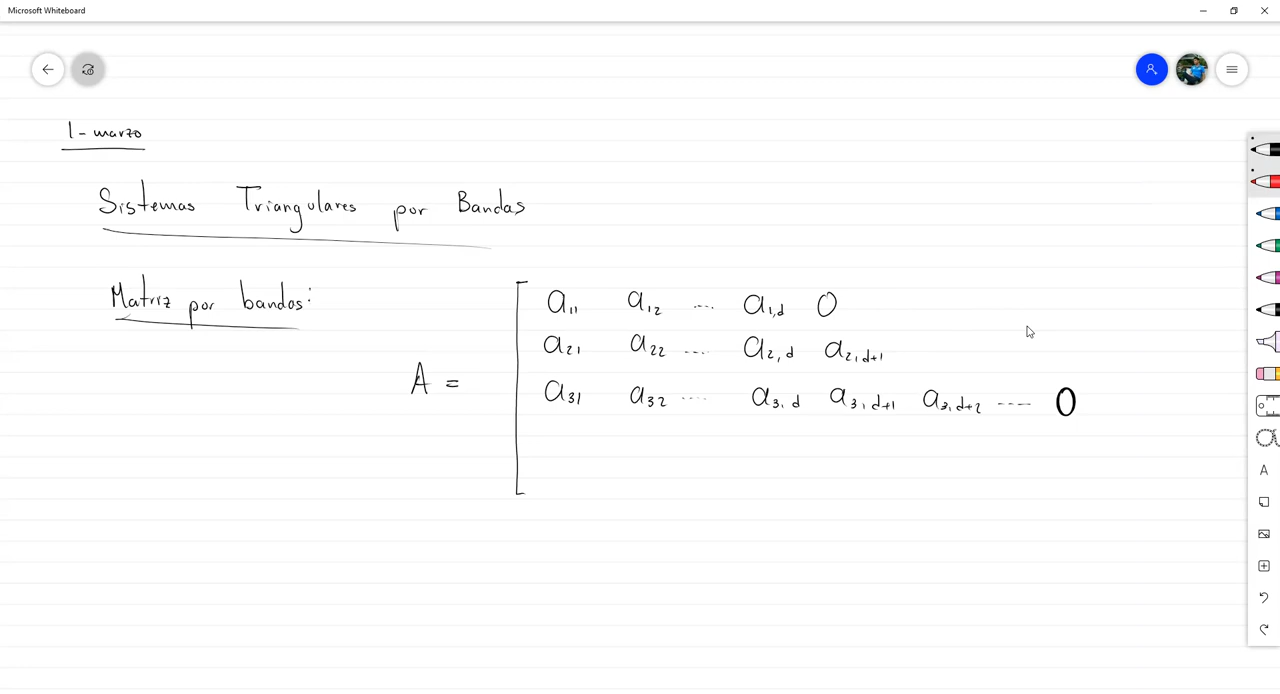 Microsoft Whiteboard
1 - marzo
Sistemas Triangulares por Bandas
Matriz por bandas:
a₁₁ a₁₂ ... a₁,d 0
a₂₁ a₂₂ .... a₂,d a₂,d+1
A =
a₃₁ a₃₂ .... a₃,d a₃,d+1 a₃,d+2 ---- 0
A